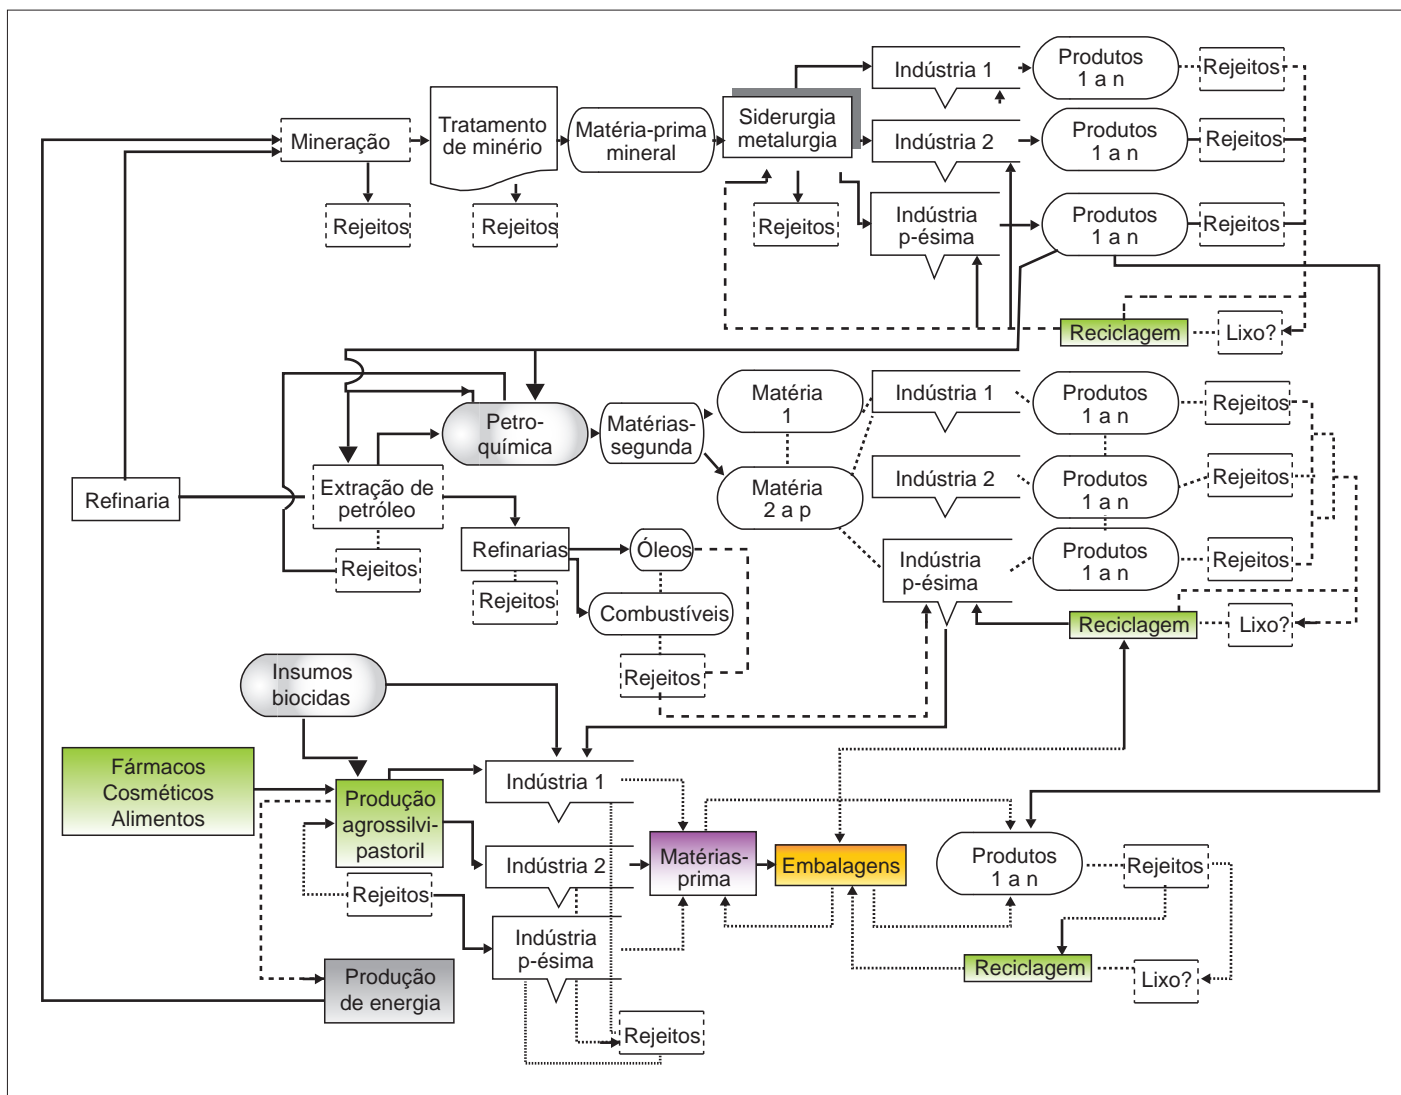 Indústria 1
Produtos
1 a n
Rejeitos
Mineração
Tratamento
de minério
Matéria-prima
mineral
Siderurgia
metalurgia
Indústria 2
Produtos
1 a n
Rejeitos
Rejeitos
Rejeitos
Rejeitos
Indústria
p-ésima
Produtos
1 a n
Rejeitos
Reciclagem
Lixo?
Petro-
química
Matérias-
segunda
Matéria
1
Indústria 1
Produtos
1 a n
Rejeitos
Refinaria
Extração de
petróleo
Matéria
2 a p
Indústria 2
Produtos
1 a n
Rejeitos
Rejeitos
Refinarias
Óleos
Indústria
p-ésima
Produtos
1 a n
Rejeitos
Rejeitos
Combustíveis
Reciclagem
Lixo?
Rejeitos
Insumos
biocidas
Fármacos
Cosméticos
Alimentos
Produção
agrossilvi-
pastoril
Indústria 1
Indústria 2
Matérias-
prima
Embalagens
Produtos
1 a n
Rejeitos
Rejeitos
Indústria
p-ésima
Reciclagem
Lixo?
Produção
de energia
Rejeitos